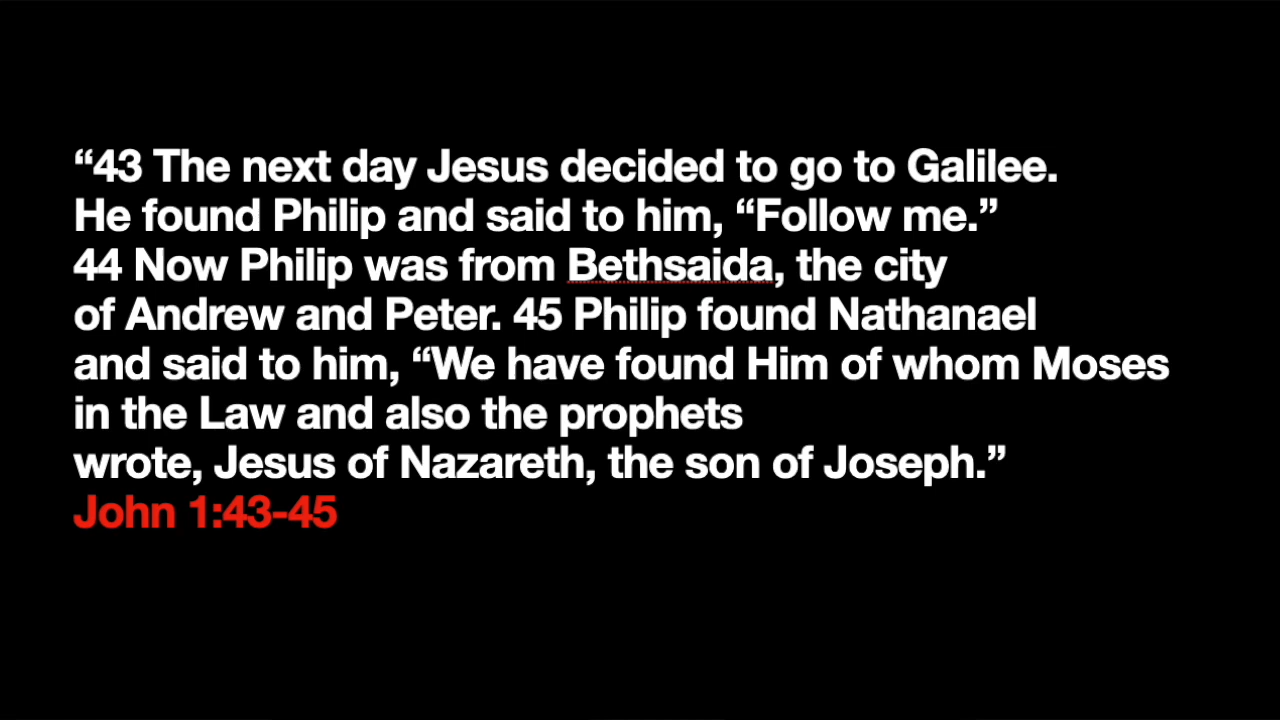 “43 The next day Jesus decided to go to Galilee.
He found Philip and said to him, “Follow me.”
44 Now Philip was from Bethsaida, the city
of Andrew and Peter. 45 Philip found Nathanael
and said to him, “We have found Him of whom Moses
in the Law and also the prophets
wrote, Jesus of Nazareth, the son of Joseph.”
John 1:43-45